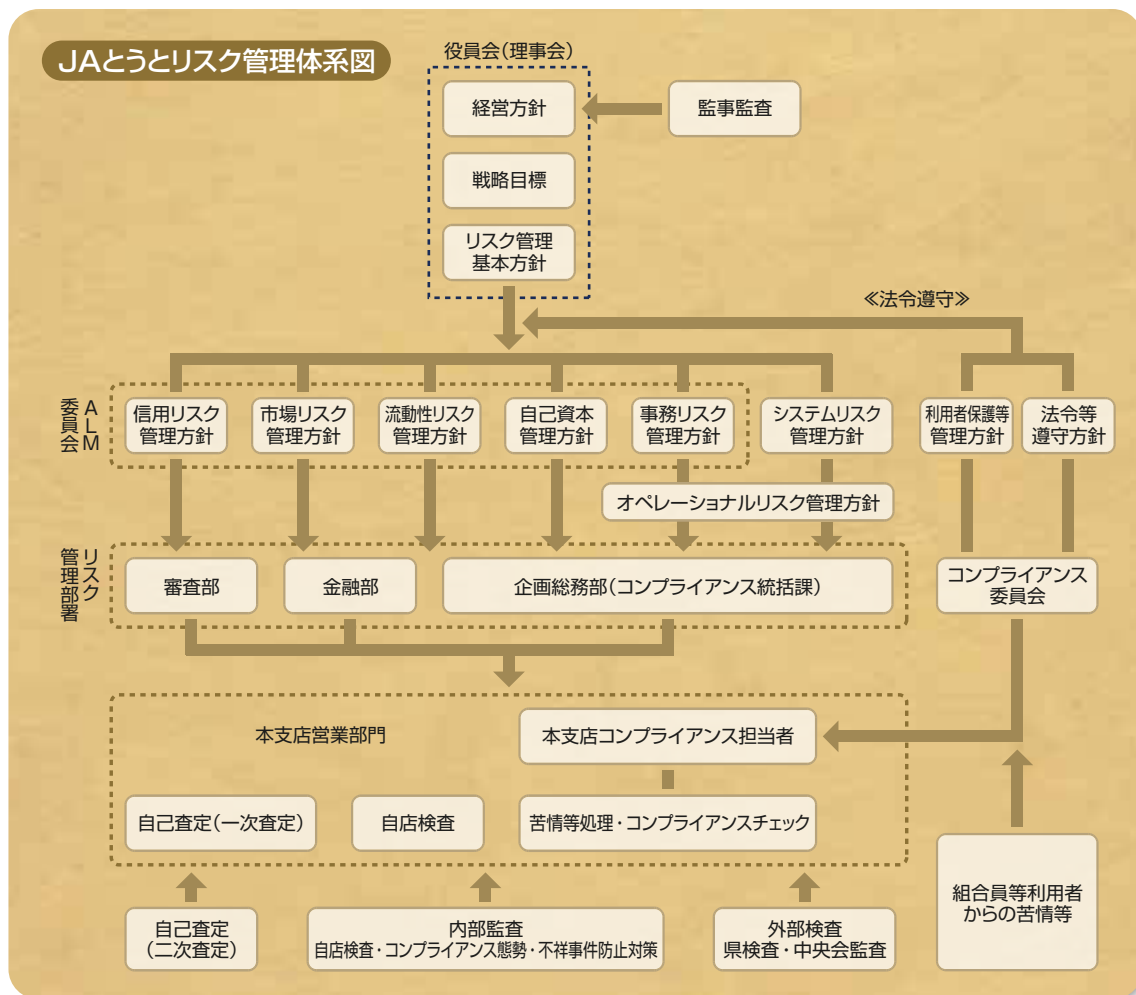 JAとうとリスク管理体系図
役員会(理事会)
経営方針
監事監査
戦略目標
リスク管理
基本方針
≪法令遵守≫
ALM
委員会
信用リスク
管理方針
市場リスク
管理方針
流動性リスク
管理方針
自己資本
管理方針
事務リスク
管理方針
システムリスク
管理方針
利用者保護等
管理方針
法令等
遵守方針
オペレーショナルリスク管理方針
リスク
管理部署
審査部
金融部
企画総務部(コンプライアンス統括課)
コンプライアンス
委員会
本支店営業部門
本支店コンプライアンス担当者
自己査定(一次査定)
自店検査
苦情等処理・コンプライアンスチェック
組合員等利用者
からの苦情等
自己査定
(二次査定)
内部監査
自店検査・コンプライアンス態勢・不祥事件防止対策
外部検査
県検査・中央会監査